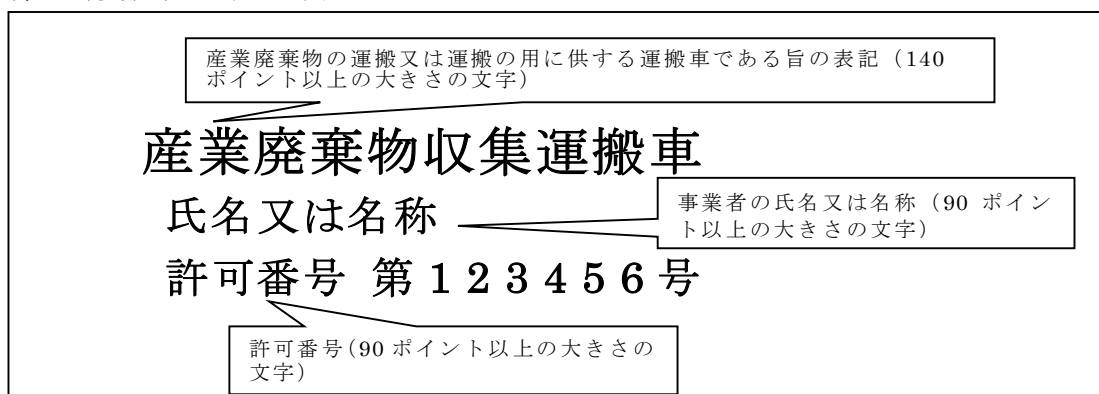 産業廃棄物の運搬又は運搬の用に供する運搬車である旨の表記（140
ポイント以上の大きさの文字）
産業廃棄物収集運搬車
氏名又は名称
事業者の氏名又は名称（90 ポイン
ト以上の大きさの文字）
許可番号 第１２３４５６号
許可番号(90 ポイント以上の大きさの
文字)